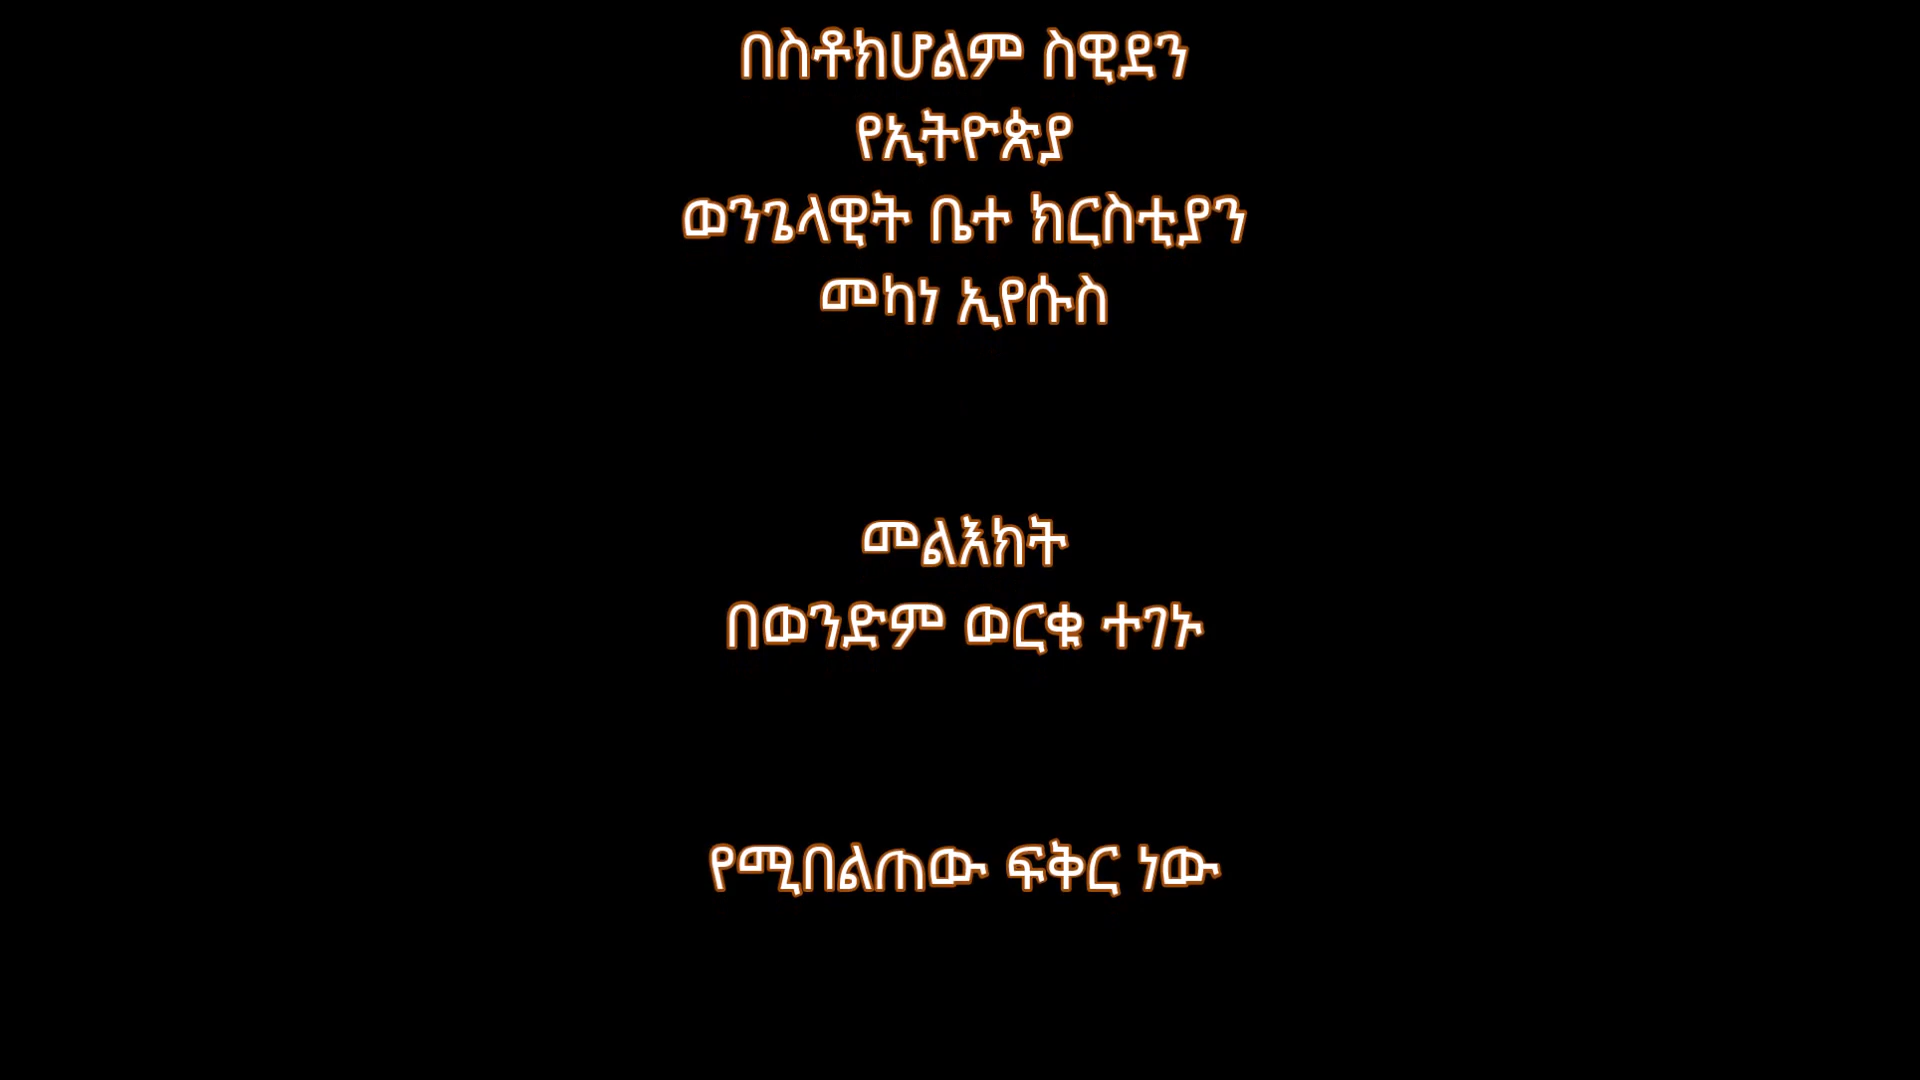 በስቶክሆልም ስዊደን
የኢትዮጵያ
ወንጌላዊት ቤተ ክርስቲያን
መካነ ኢየሱስ
መልእክት
በወንድም ወርቁ ተገኑ
የሚበልጠው ፍቅር ነው